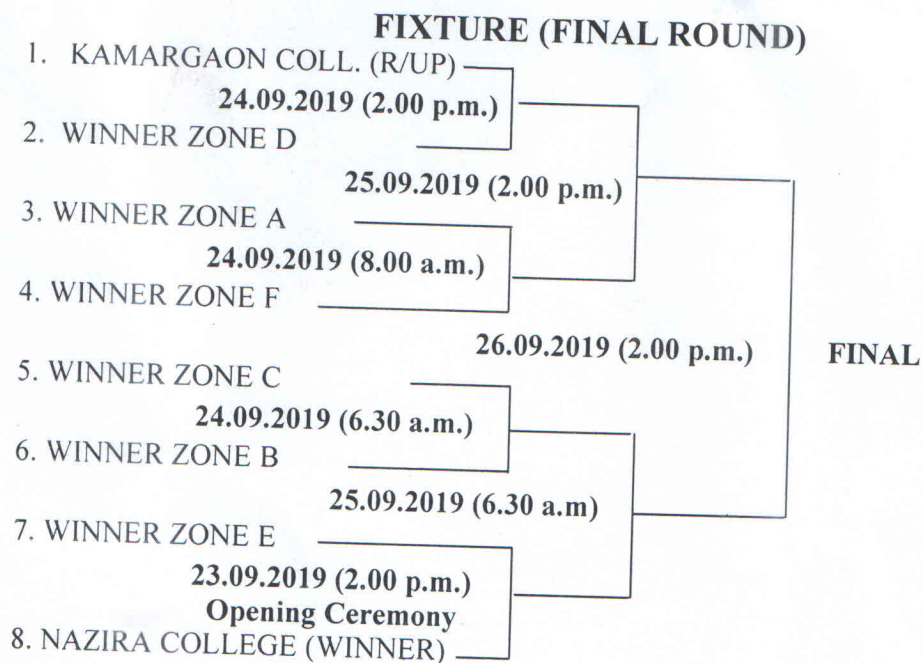 FIXTURE (FINAL ROUND)
1. KAMARGAON COLL. (R/UP)
24.09.2019 (2.00 p.m.)
2. WINNER ZONE D
25.09.2019 (2.00 p.m.)
3. WINNER ZONE A
24.09.2019 (8.00 a.m.)
4. WINNER ZONE F
26.09.2019 (2.00 p.m.)
FINAL
5. WINNER ZONE C
24.09.2019 (6.30 a.m.)
6. WINNER ZONE B
25.09.2019 (6.30 a.m)
7. WINNER ZONE E
23.09.2019 (2.00 p.m.)
Opening Ceremony
8. NAZIRA COLLEGE (WINNER)